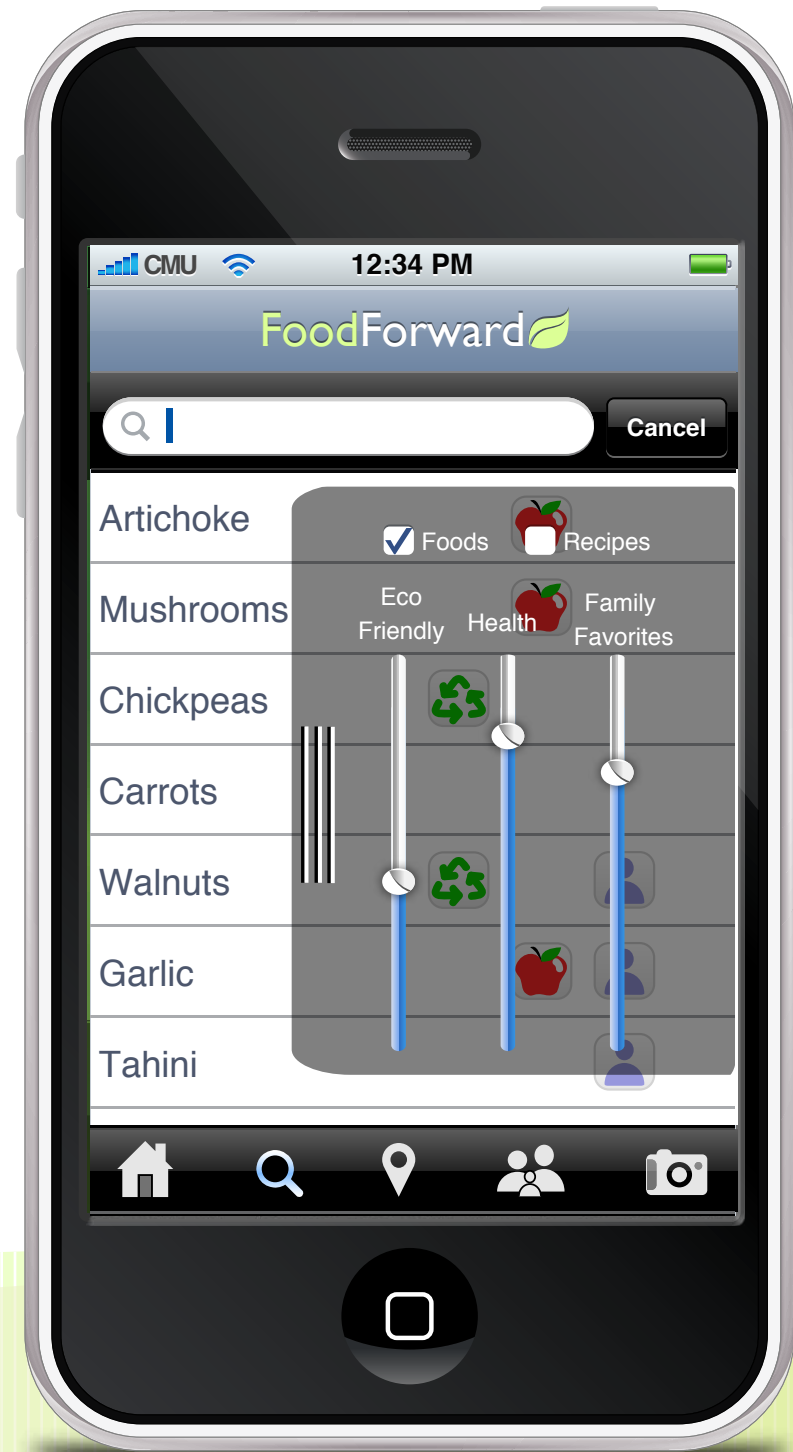 CMU 12:34 PM
FoodForward
Cancel
Artichoke
Foods Recipes
Mushrooms
Eco
Friendly
Health
Family
Favorites
Chickpeas
Carrots
Walnuts
Garlic
Tahini